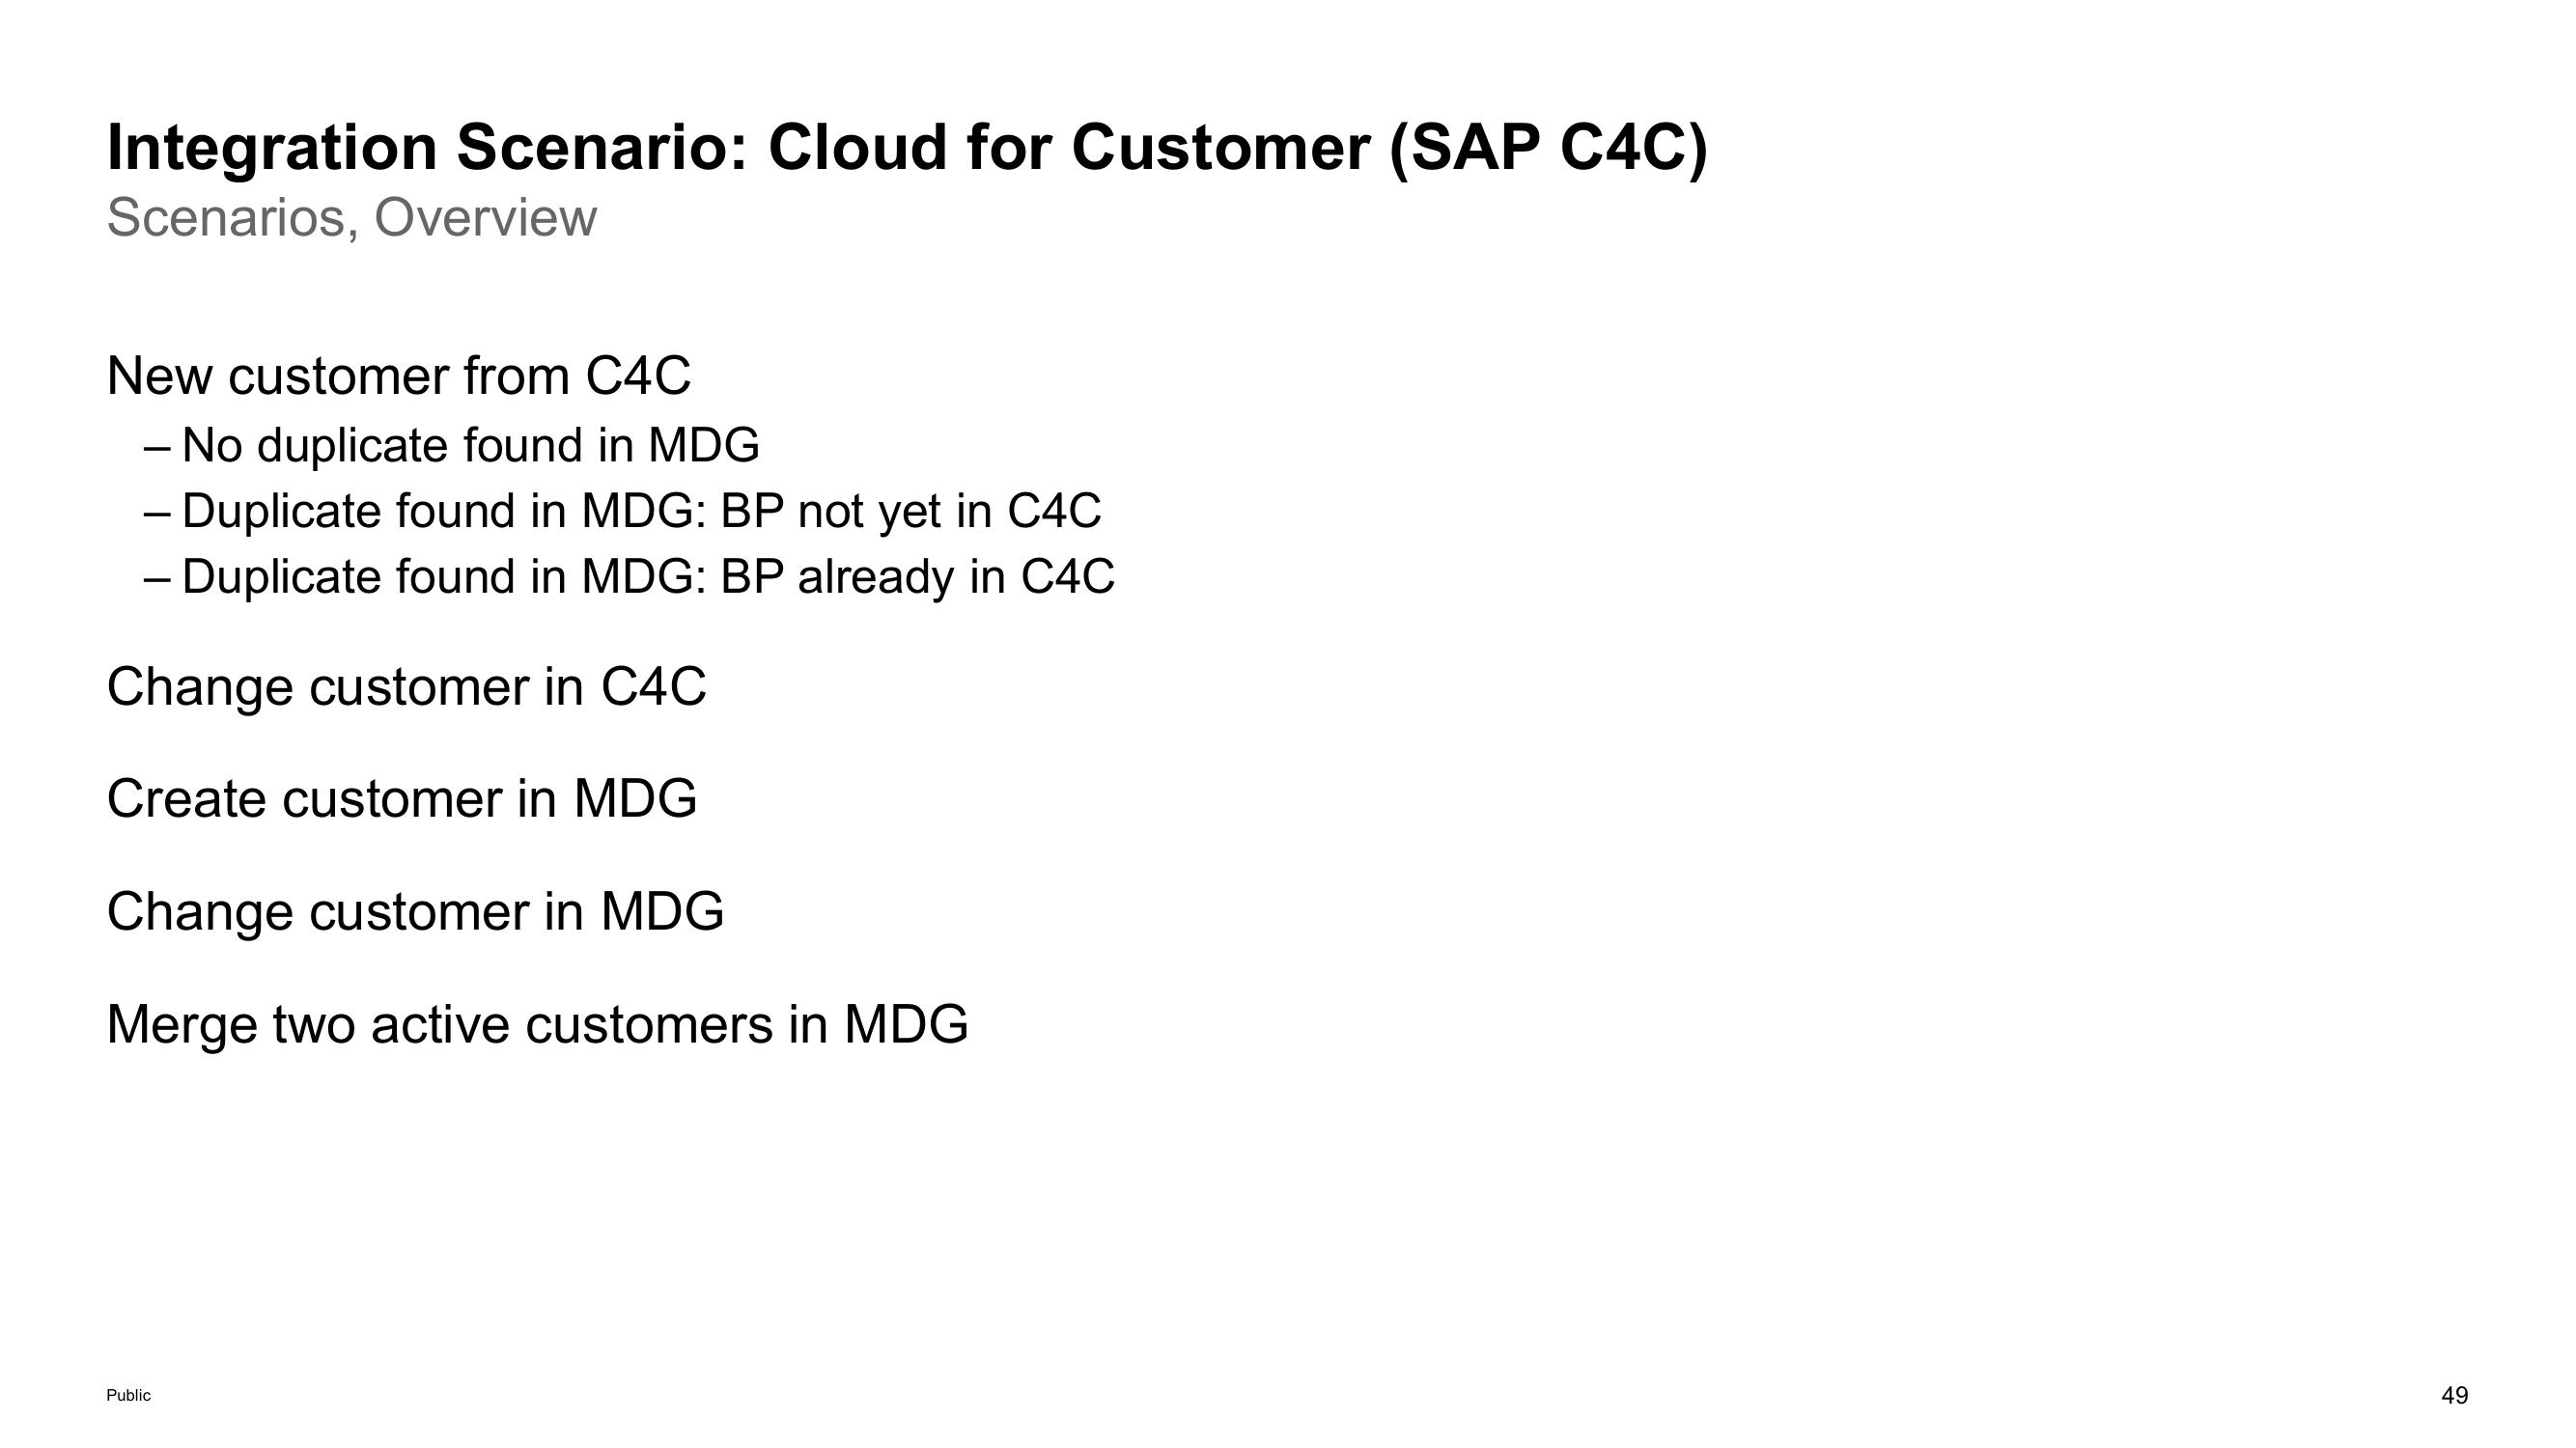 Integration Scenario: Cloud for Customer (SAP C4C)
Scenarios, Overview
New customer from C4C
– No duplicate found in MDG
– Duplicate found in MDG: BP not yet in C4C
– Duplicate found in MDG: BP already in C4C
Change customer in C4C
Create customer in MDG
Change customer in MDG
Merge two active customers in MDG
Public
49